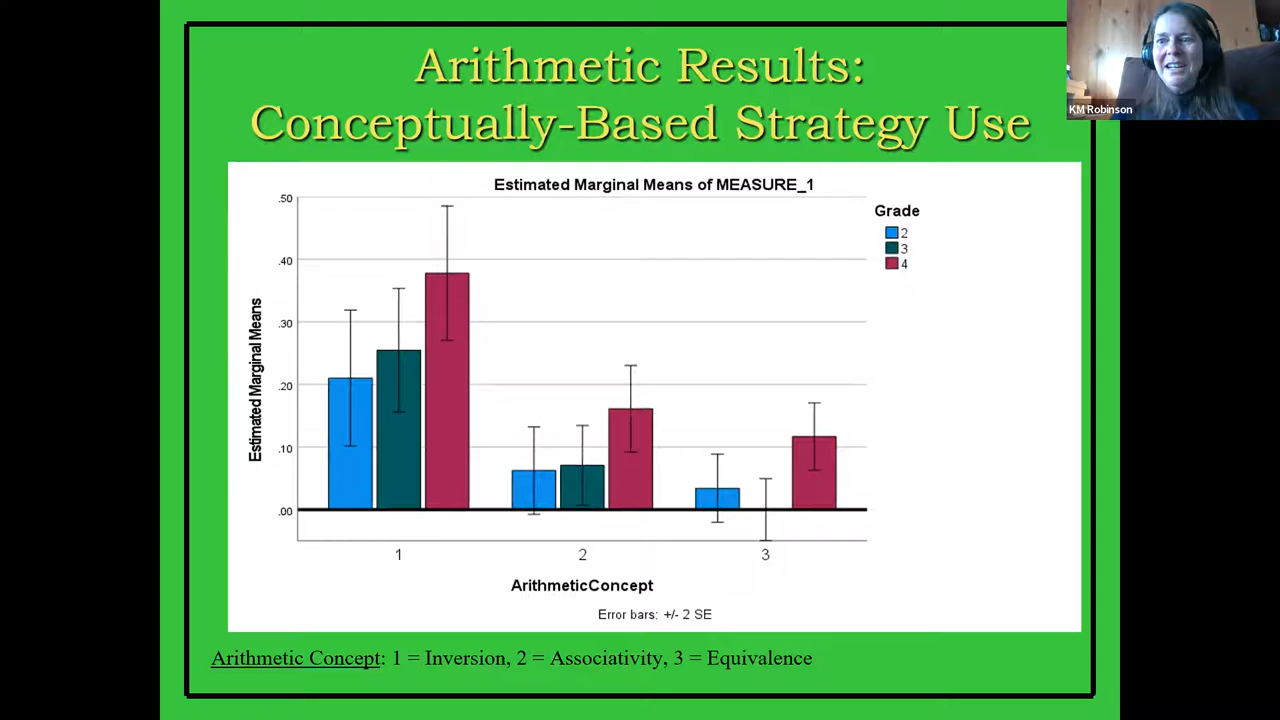 Arithmetic Results:
Conceptually-Based Strategy Use
KM Robinson
Estimated Marginal Means of MEASURE_1
Grade
2
3
4
Estimated Marginal Means
.50
.40
.30
.20
.10
.00
1 2 3
ArithmeticConcept
Error bars: +/- 2 SE
Arithmetic Concept: 1 = Inversion, 2 = Associativity, 3 = Equivalence